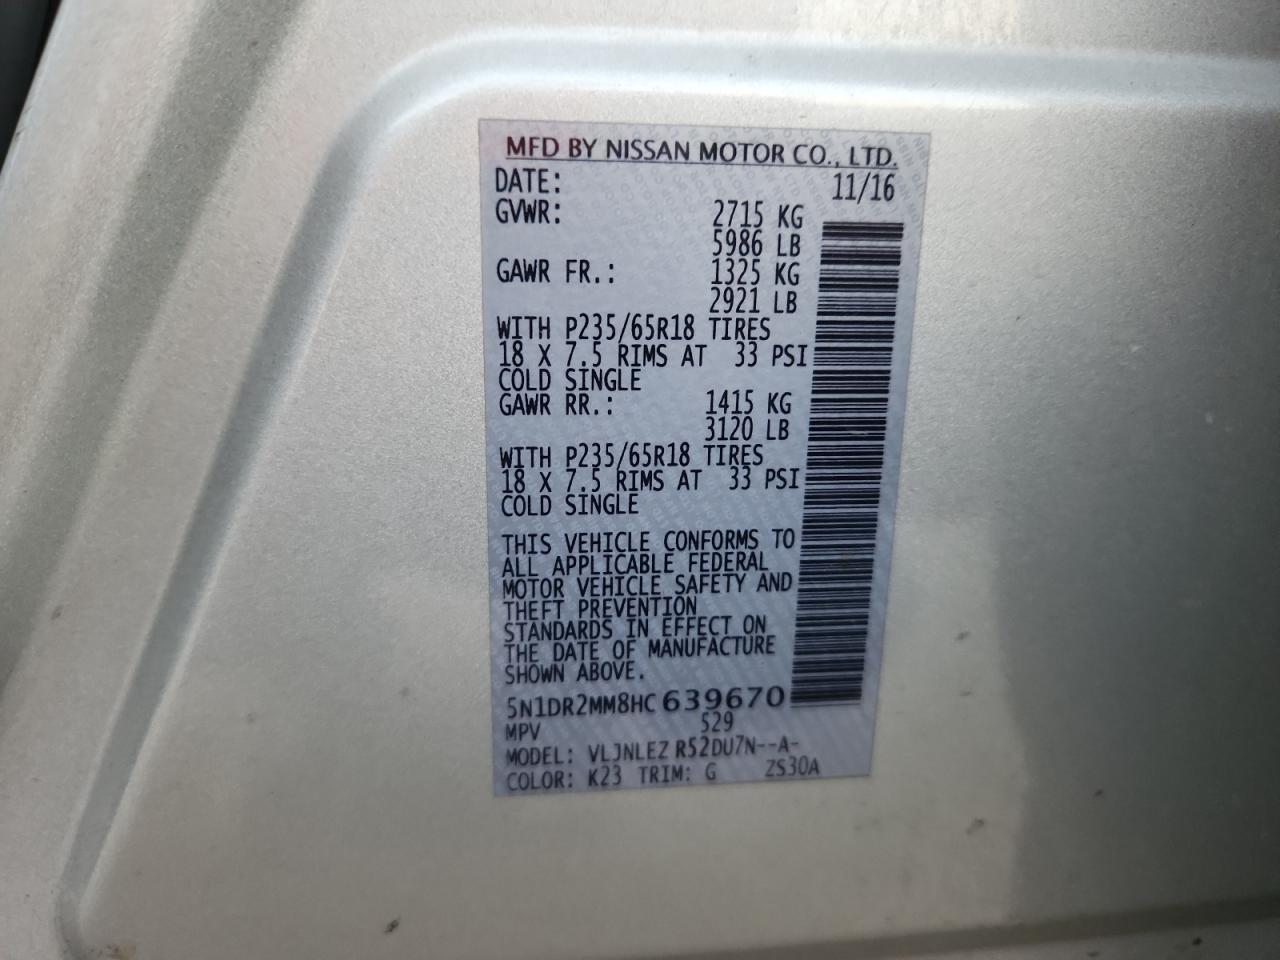 MFD BY NISSAN MOTOR CO., LTD.
DATE: 11/16
GVWR: 2715 KG
5986 LB
GAWR FR.: 1325 KG
2921 LB
WITH P235/65R18 TIRES
18 X 7.5 RIMS AT 33 PSI
COLD SINGLE
GAWR RR.: 1415 KG
3120 LB
WITH P235/65R18 TIRES
18 X 7.5 RIMS AT 33 PSI
COLD SINGLE
THIS VEHICLE CONFORMS TO
ALL APPLICABLE FEDERAL
MOTOR VEHICLE SAFETY AND
THEFT PREVENTION
STANDARDS IN EFFECT ON
THE DATE OF MANUFACTURE
SHOWN ABOVE.
5N1DR2MM8HC639670
MPV 529
MODEL: VLJNLEZ R52DU7N--A-
COLOR: K23 TRIM: G ZS30A